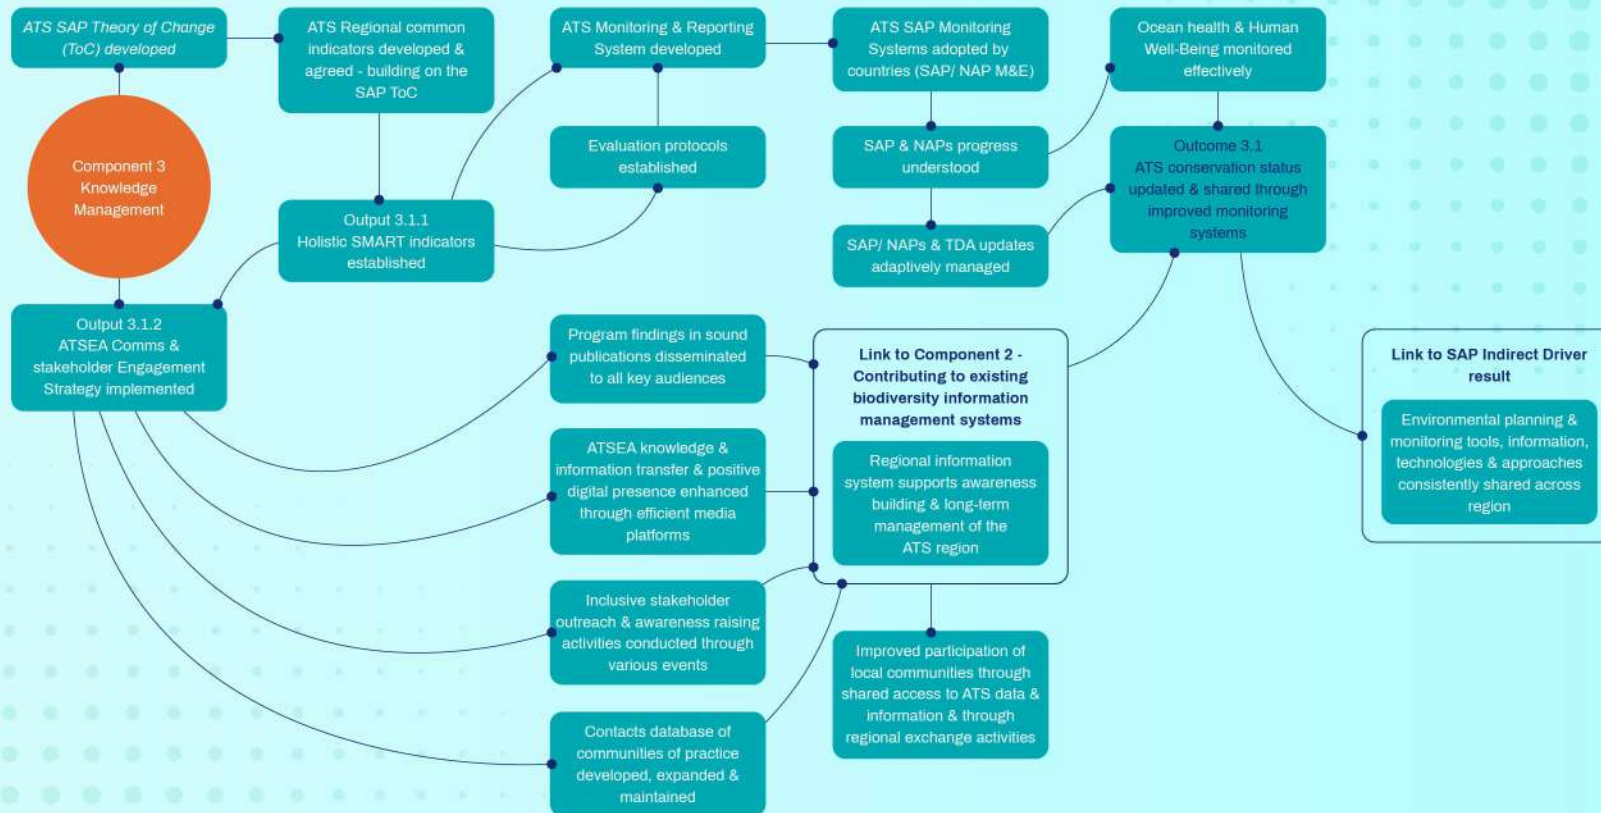 ATS SAP Theory of Change
(ToC) developed
ATS Regional common
indicators developed &
agreed - building on the
SAP ToC
ATS Monitoring & Reporting
System developed
ATS SAP Monitoring
Systems adopted by
countries (SAP/ NAP M&E)
Ocean health & Human
Well-Being monitored
effectively
Component 3
Knowledge
Management
Evaluation protocols
established
SAP & NAPs progress
understood
Outcome 3.1
ATS conservation status
updated & shared through
improved monitoring
systems
Output 3.1.1
Holistic SMART indicators
established
SAP/ NAPs & TDA updates
adaptively managed
Output 3.1.2
ATSEA Comms &
stakeholder Engagement
Strategy implemented
Program findings in sound
publications disseminated
to all key audiences
Link to Component 2 -
Contributing to existing
biodiversity information
management systems
Regional information
system supports awareness
building & long-term
management of the
ATS region
Link to SAP Indirect Driver
result
Environmental planning &
monitoring tools, information,
technologies & approaches
consistently shared across
region
ATSEA knowledge &
information transfer & positive
digital presence enhanced
through efficient media
platforms
Inclusive stakeholder
outreach & awareness raising
activities conducted through
various events
Improved participation of
local communities through
shared access to ATS data &
information & through
regional exchange activities
Contacts database of
communities of practice
developed, expanded &
maintained